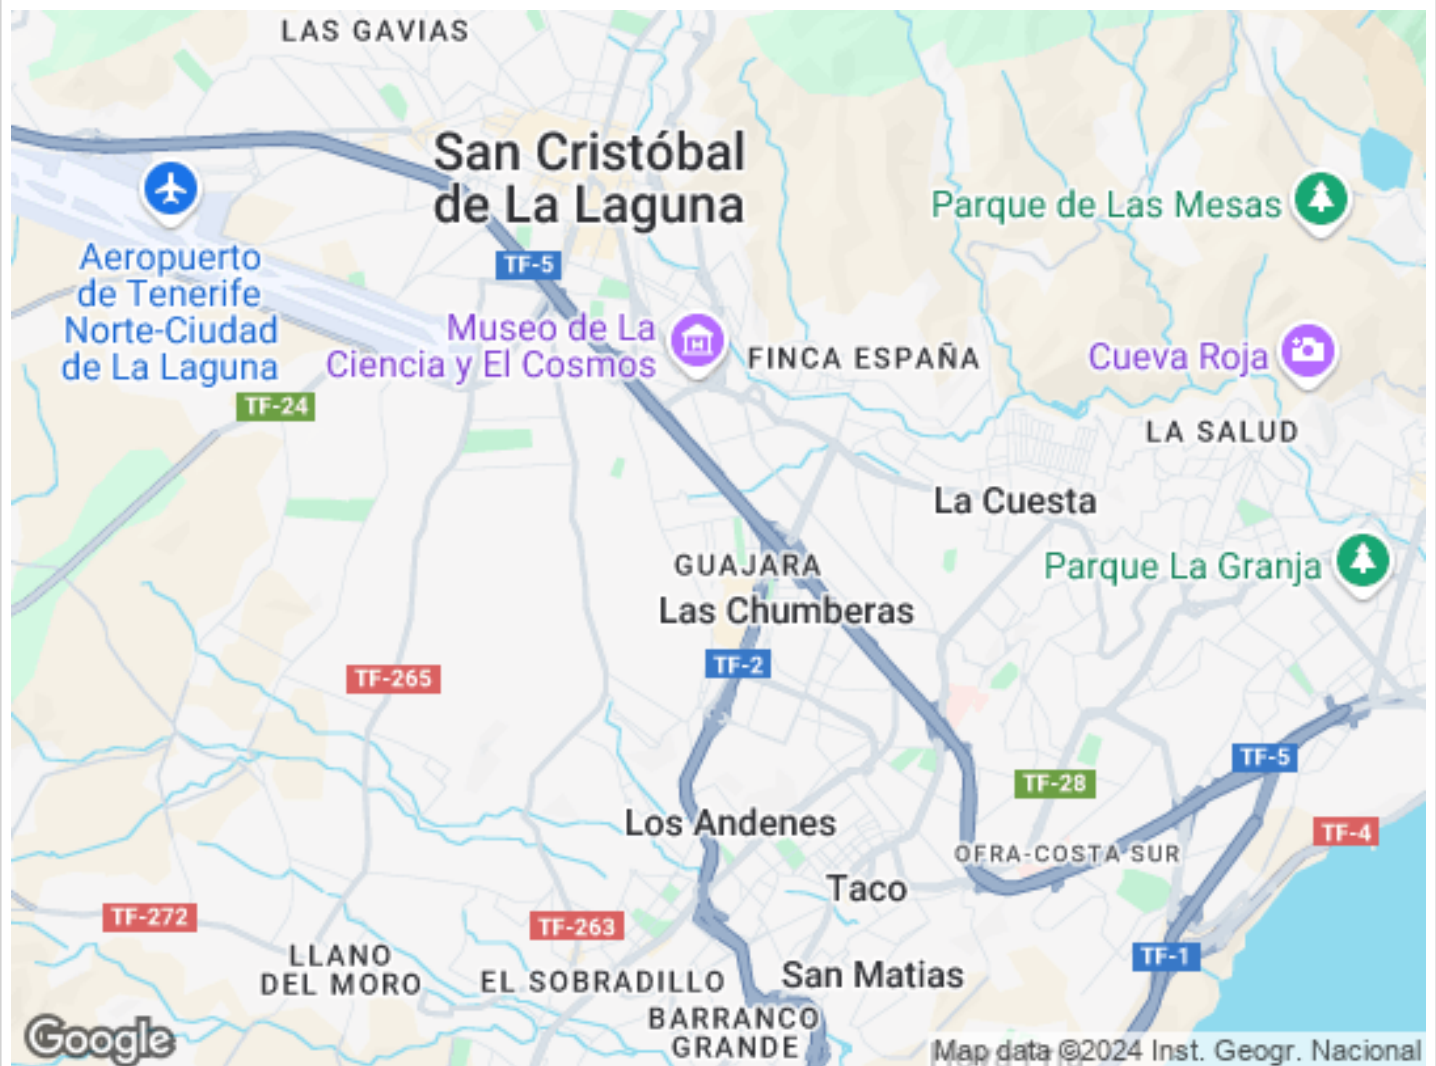 LAS GAVIAS
San Cristóbal
de La Laguna
Parque de Las Mesas
Aeropuerto
de Tenerife
Norte-Ciudad
de La Laguna
TF-5
Museo de La
Ciencia y El Cosmos
FINCA ESPAÑA
Cueva Roja
TF-24
LA SALUD
La Cuesta
GUAJARA
Parque La Granja
Las Chumberas
TF-2
TF-265
TF-5
TF-28
Los Andenes
TF-4
OFRA-COSTA SUR
Taco
TF-272
TF-263
LLANO
DEL MORO
TF-1
EL SOBRADILLO
San Matias
BARRANCO
GRANDE
Google
Map data ©2024 Inst. Geogr. Nacional